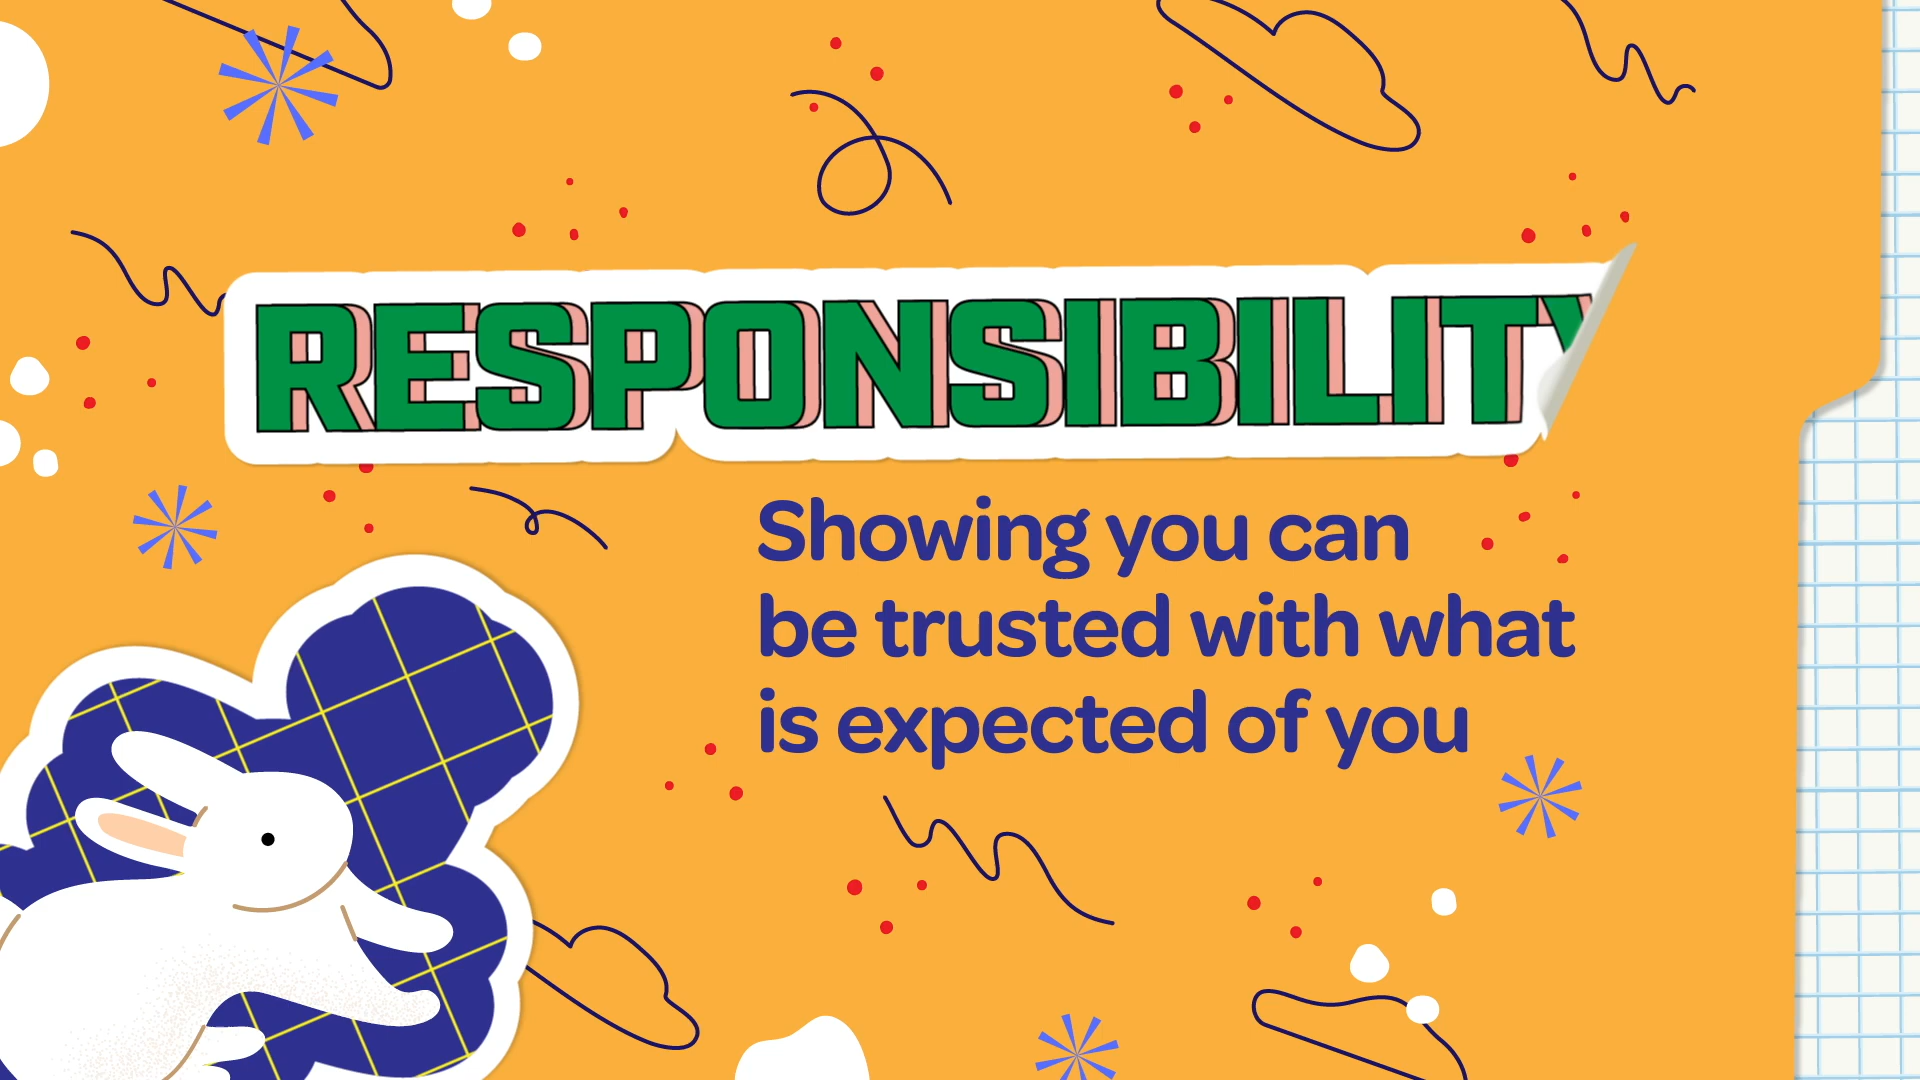 RESPONSIBILITY
Showing you can
be trusted with what
is expected of you